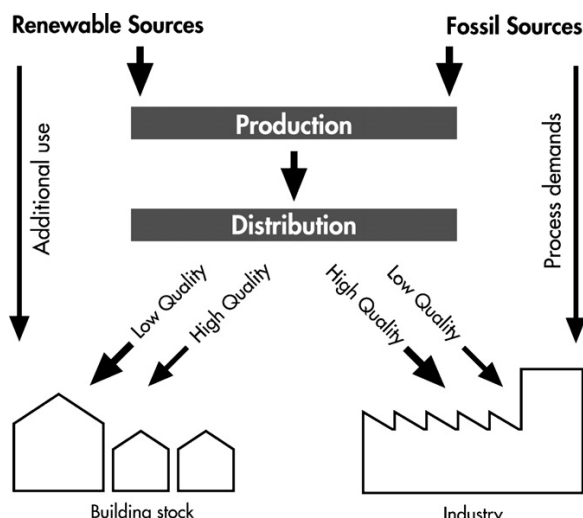 Renewable Sources
Fossil Sources
Production
Distribution
Additional use
Process demands
Low Quality
High Quality
High Quality
Low Quality
Building stock
Industry